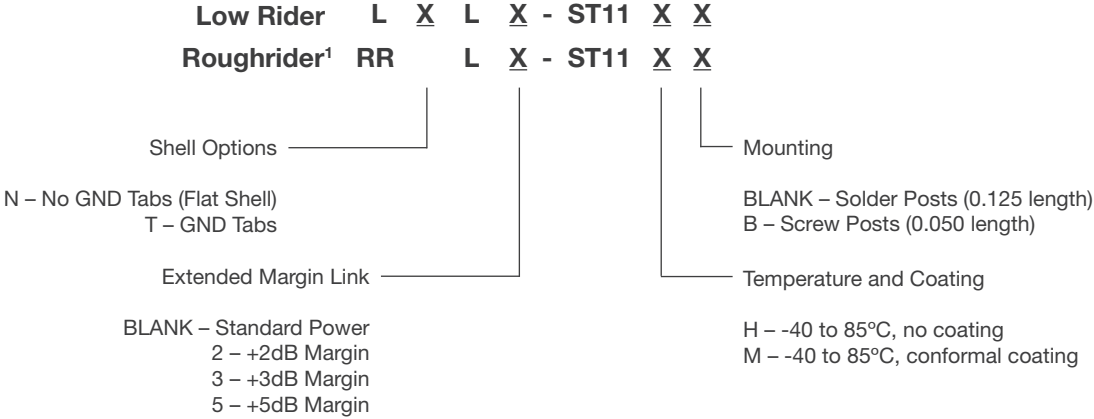 Low Rider L X L X - ST11 X X
Roughrider¹ RR L X - ST11 X X
Shell Options
N – No GND Tabs (Flat Shell)
T – GND Tabs
Extended Margin Link
BLANK – Standard Power
2 – +2dB Margin
3 – +3dB Margin
5 – +5dB Margin
Mounting
BLANK – Solder Posts (0.125 length)
B – Screw Posts (0.050 length)
Temperature and Coating
H – -40 to 85ºC, no coating
M – -40 to 85ºC, conformal coating